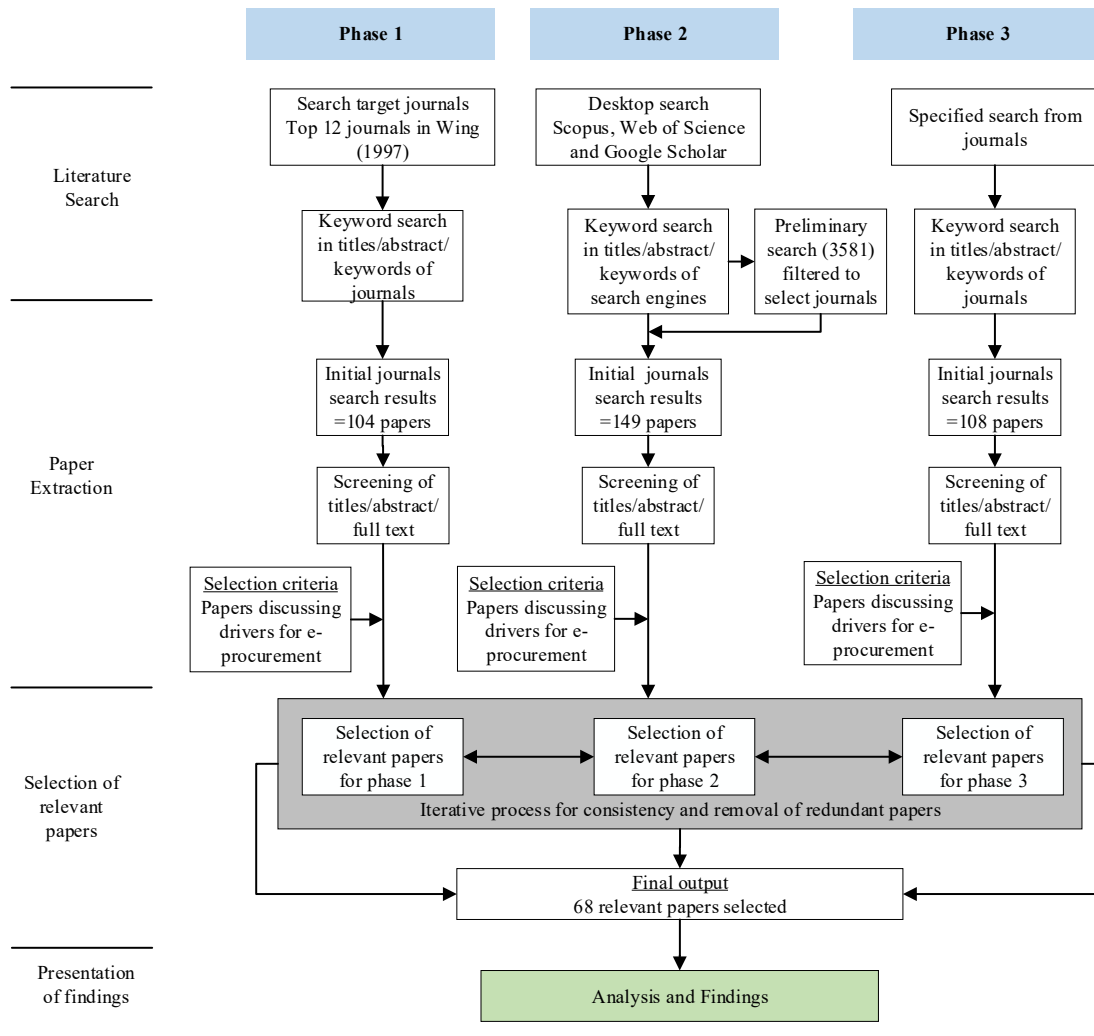 Phase 1
Phase 2
Phase 3
Literature
Search
Search target journals
Top 12 journals in Wing
(1997)
Desktop search
Scopus, Web of Science
and Google Scholar
Specified search from
journals
Keyword search
in titles/abstract/
keywords of
journals
Keyword search
in titles/abstract/
keywords of
search engines
Preliminary
search (3581)
filtered to
select journals
Keyword search
in titles/abstract/
keywords of
journals
Paper
Extraction
Initial journals
search results
=104 papers
Initial journals
search results
=149 papers
Initial journals
search results
=108 papers
Screening of
titles/abstract/
full text
Screening of
titles/abstract/
full text
Screening of
titles/abstract/
full text
Selection criteria
Papers discussing
drivers for e-
procurement
Selection criteria
Papers discussing
drivers for e-
procurement
Selection criteria
Papers discussing
drivers for e-
procurement
Selection of
relevant
papers
Selection of
relevant papers
for phase 1
Selection of
relevant papers
for phase 2
Selection of
relevant papers
for phase 3
Iterative process for consistency and removal of redundant papers
Final output
68 relevant papers selected
Presentation
of findings
Analysis and Findings